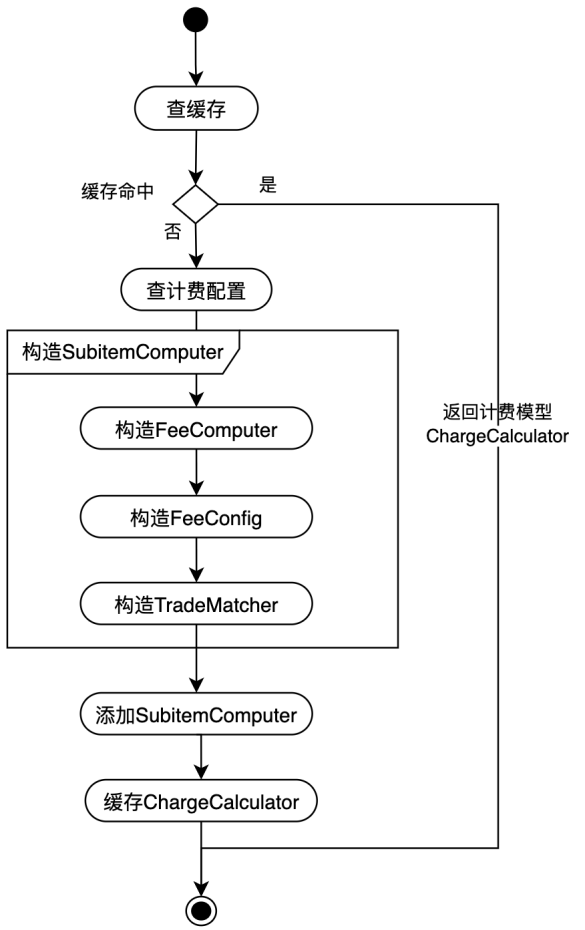 查缓存
缓存命中
是
否
查计费配置
构造SubitemComputer
构造FeeComputer
返回计费模型
ChargeCalculator
构造FeeConfig
构造TradeMatcher
添加SubitemComputer
缓存ChargeCalculator